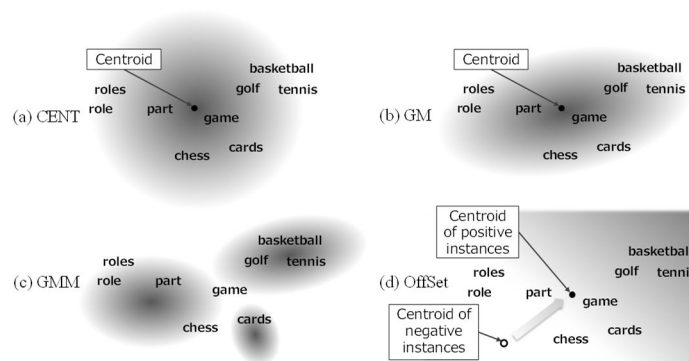 Centroid
basketball
golf tennis
roles
role part
game
(a) CENT
cards
chess
Centroid
basketball
golf tennis
roles
role part
game
(b) GM
cards
chess
basketball
golf tennis
roles
role part
game
(c) GMM
cards
chess
Centroid
of positive
instances
basketball
golf
roles
role part
game
(d) OffSet
Centroid of
negative
instances
cards
chess